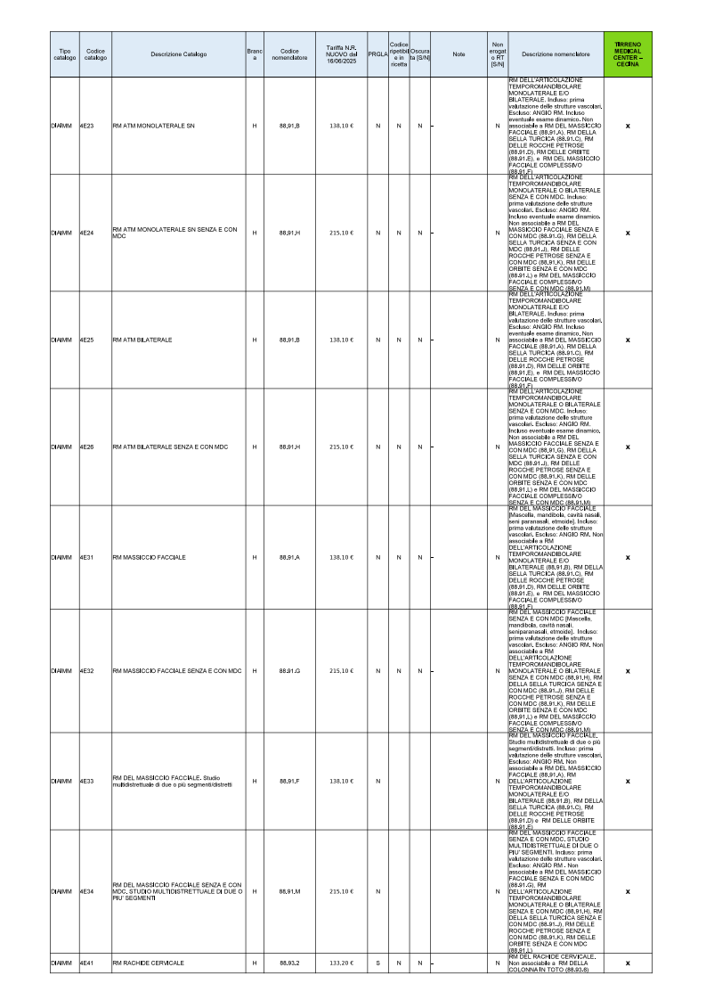 Tipo
catalogo
Codice
catalogo
Descrizione Catalogo
Branc
a
Codice
nomenclatore
Tariffa N.R.
NUOVO dal
16/06/2025
PRGLA
Codice
ripetibil
e in
ricetta
Oscura
ta [S/N]
Note
Non
erogat
o RT
[S/N]
Descrizione nomenclatore
TIRRENO
MEDICAL
CENTER –
CECINA
DIAIMM
4E23
RM ATM MONOLATERALE SN
H
88.91.B
138,10 €
N
N
N
–
N
RM DELL'ARTICOLAZIONE
TEMPOROMANDIBOLARE
MONOLATERALE E/O
BILATERALE. Incluso: prima
valutazione delle strutture vascolari.
Escluso: ANGIO RM. Incluso
eventuale esame dinamico. Non
associabile a RM DEL MASSICCIO
FACCIALE (88.91.A), RM DELLA
SELLA TURCICA (88.91.C), RM
DELLE ROCCHE PETROSE
(88.91.D), RM DELLE ORBITE
(88.91.E), e RM DEL MASSICCIO
FACCIALE COMPLESSIVO
(88.91.F)
x
DIAIMM
4E24
RM ATM MONOLATERALE SN SENZA E CON
MDC
H
88.91.H
215,10 €
N
N
N
–
N
RM DELL'ARTICOLAZIONE
TEMPOROMANDIBOLARE
MONOLATERALE O BILATERALE
SENZA E CON MDC. Incluso:
prima valutazione delle strutture
vascolari. Escluso: ANGIO RM.
Incluso eventuale esame dinamico.
Non associabile a RM DEL
MASSICCIO FACCIALE SENZA E
CON MDC (88.91.G), RM DELLA
SELLA TURCICA SENZA E CON
MDC (88.91.J), RM DELLE
ROCCHE PETROSE SENZA E
CON MDC (88.91.K), RM DELLE
ORBITE SENZA E CON MDC
(88.91.L) e RM DEL MASSICCIO
FACCIALE COMPLESSIVO
SENZA E CON MDC (88.91.M)
x
DIAIMM
4E25
RM ATM BILATERALE
H
88.91.B
138,10 €
N
N
N
–
N
RM DELL'ARTICOLAZIONE
TEMPOROMANDIBOLARE
MONOLATERALE E/O
BILATERALE. Incluso: prima
valutazione delle strutture vascolari.
Escluso: ANGIO RM. Incluso
eventuale esame dinamico. Non
associabile a RM DEL MASSICCIO
FACCIALE (88.91.A), RM DELLA
SELLA TURCICA (88.91.C), RM
DELLE ROCCHE PETROSE
(88.91.D), RM DELLE ORBITE
(88.91.E), e RM DEL MASSICCIO
FACCIALE COMPLESSIVO
(88.91.F)
x
DIAIMM
4E26
RM ATM BILATERALE SENZA E CON MDC
H
88.91.H
215,10 €
N
N
N
–
N
RM DELL'ARTICOLAZIONE
TEMPOROMANDIBOLARE
MONOLATERALE O BILATERALE
SENZA E CON MDC. Incluso:
prima valutazione delle strutture
vascolari. Escluso: ANGIO RM.
Incluso eventuale esame dinamico.
Non associabile a RM DEL
MASSICCIO FACCIALE SENZA E
CON MDC (88.91.G), RM DELLA
SELLA TURCICA SENZA E CON
MDC (88.91.J), RM DELLE
ROCCHE PETROSE SENZA E
CON MDC (88.91.K), RM DELLE
ORBITE SENZA E CON MDC
(88.91.L) e RM DEL MASSICCIO
FACCIALE COMPLESSIVO
SENZA E CON MDC (88.91.M)
x
DIAIMM
4E31
RM MASSICCIO FACCIALE
H
88.91.A
138,10 €
N
N
N
–
N
RM DEL MASSICCIO FACCIALE
[Mascella, mandibola, cavità nasali,
seni paranasali, etmoide]. Incluso:
prima valutazione delle strutture
vascolari. Escluso: ANGIO RM. Non
associabile a RM
DELL'ARTICOLAZIONE
TEMPOROMANDIBOLARE
MONOLATERALE E/O
BILATERALE (88.91.B), RM DELLA
SELLA TURCICA (88.91.C), RM
DELLE ROCCHE PETROSE
(88.91.D), RM DELLE ORBITE
(88.91.E), e RM DEL MASSICCIO
FACCIALE COMPLESSIVO
(88.91.F)
x
DIAIMM
4E32
RM MASSICCIO FACCIALE SENZA E CON MDC
H
88.91.G
215,10 €
N
N
N
–
N
RM DEL MASSICCIO FACCIALE
SENZA E CON MDC [Mascella,
mandibola, cavità nasali,
seniparanasali, etmoide]. Incluso:
prima valutazione delle strutture
vascolari. Escluso: ANGIO RM. Non
associabile a RM
DELL'ARTICOLAZIONE
TEMPOROMANDIBOLARE
MONOLATERALE O BILATERALE
SENZA E CON MDC (88.91.H), RM
DELLA SELLA TURCICA SENZA E
CON MDC (88.91.J), RM DELLE
ROCCHE PETROSE SENZA E
CON MDC (88.91.K), RM DELLE
ORBITE SENZA E CON MDC
(88.91.L) e RM DEL MASSICCIO
FACCIALE COMPLESSIVO
SENZA E CON MDC (88.91.M)
x
DIAIMM
4E33
RM DEL MASSICCIO FACCIALE. Studio
multidistrettuale di due o più segmenti/distretti
H
88.91.F
138,10 €
N
N
RM DEL MASSICCIO FACCIALE.
Studio multidistrettuale di due o più
segmenti/distretti. Incluso: prima
valutazione delle strutture vascolari.
Escluso: ANGIO RM. Non
associabile a RM DEL MASSICCIO
FACCIALE (88.91.A), RM
DELL'ARTICOLAZIONE
TEMPOROMANDIBOLARE
MONOLATERALE E/O
BILATERALE (88.91.B), RM DELLA
SELLA TURCICA (88.91.C), RM
DELLE ROCCHE PETROSE
(88.91.D) e RM DELLE ORBITE
(88.91.E)
x
DIAIMM
4E34
RM DEL MASSICCIO FACCIALE SENZA E CON
MDC. STUDIO MULTIDISTRETTUALE DI DUE O
PIU' SEGMENTI
H
88.91.M
215,10 €
N
N
RM DEL MASSICCIO FACCIALE
SENZA E CON MDC. STUDIO
MULTIDISTRETTUALE DI DUE O
PIU' SEGMENTI. Incluso: prima
valutazione delle strutture vascolari.
Escluso: ANGIO RM . Non
associabile a RM DEL MASSICCIO
FACCIALE SENZA E CON MDC
(88.91.G), RM
DELL'ARTICOLAZIONE
TEMPOROMANDIBOLARE
MONOLATERALE O BILATERALE
SENZA E CON MDC (88.91.H), RM
DELLA SELLA TURCICA SENZA E
CON MDC (88.91.J), RM DELLE
ROCCHE PETROSE SENZA E
CON MDC (88.91.K), RM DELLE
ORBITE SENZA E CON MDC
(88.91.L)
x
DIAIMM
4E41
RM RACHIDE CERVICALE
H
88.93.2
133,20 €
S
N
N
–
N
RM DEL RACHIDE CERVICALE.
Non associabile a RM DELLA
COLONNA IN TOTO (88.93.6)
x